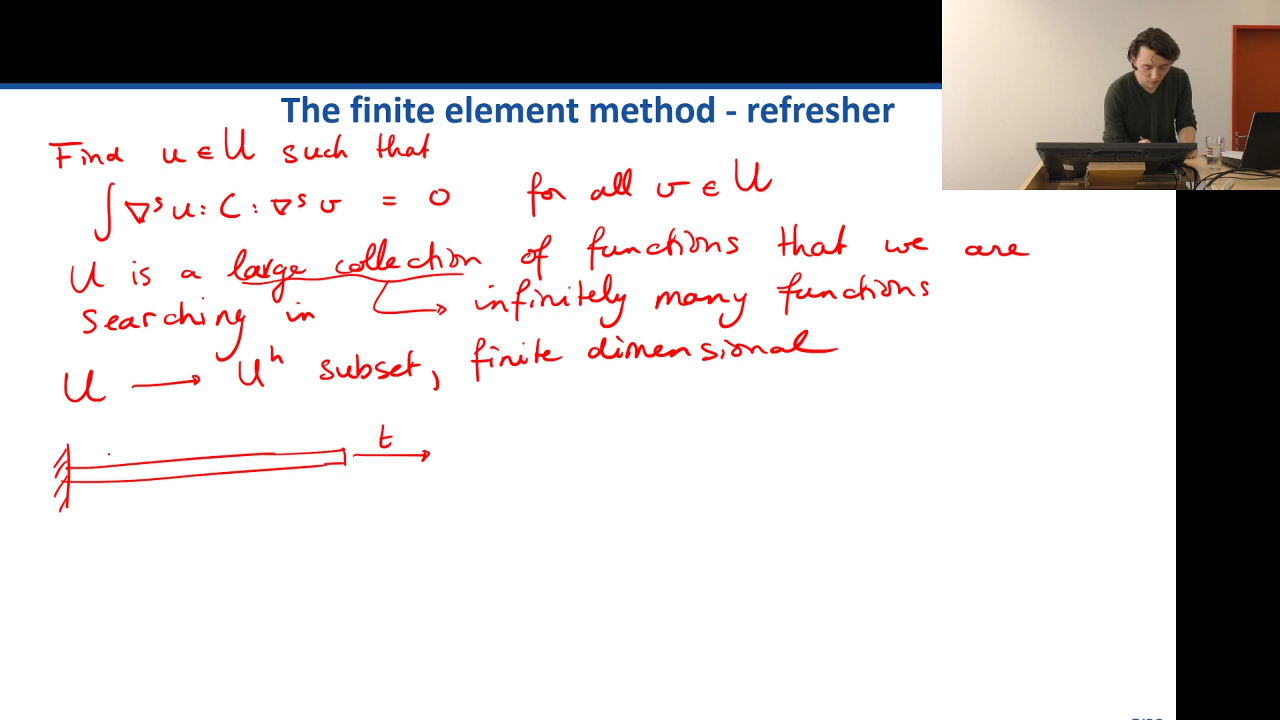 The finite element method - refresher
Find u ∈ U such that
∫ ∇ˢu : C : ∇ˢv = 0 for all v ∈ U
U is a large collection of functions that we are
searching in → infinitely many functions
U → Uʰ subset, finite dimensional
t